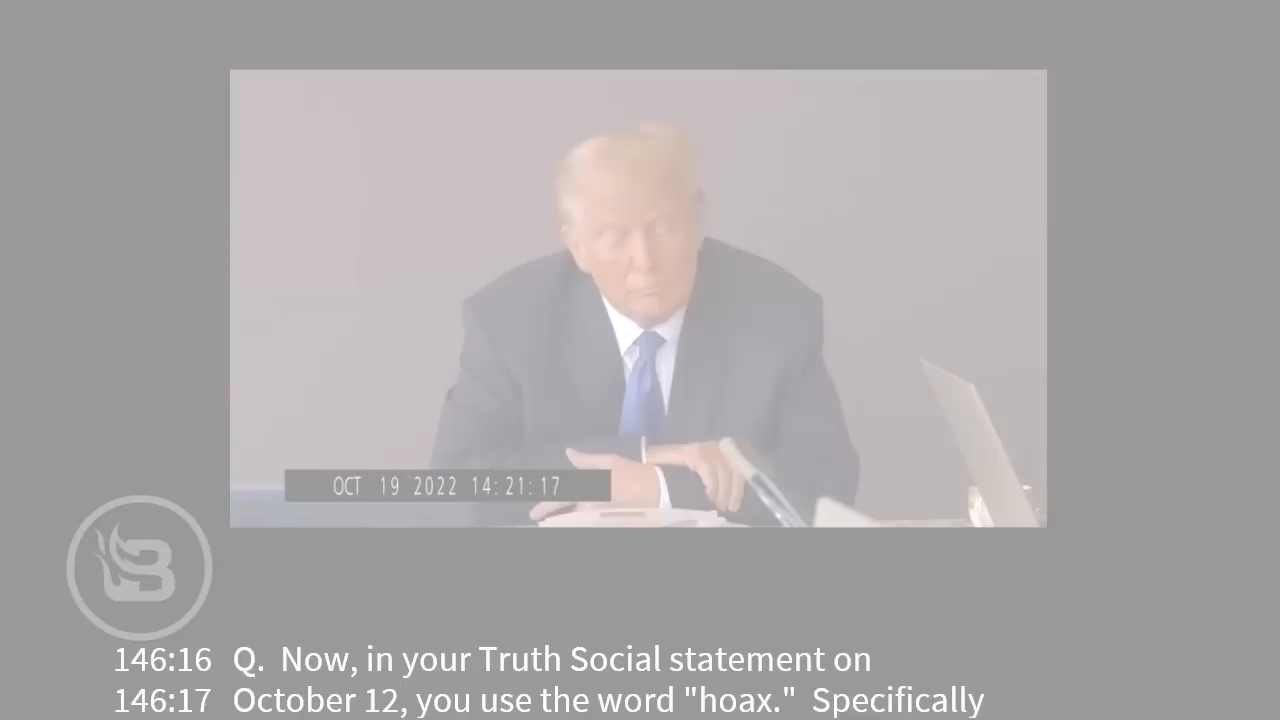 OCT 19 2022 14:21:17
B
146:16 Q. Now, in your Truth Social statement on
146:17 October 12, you use the word "hoax." Specifically